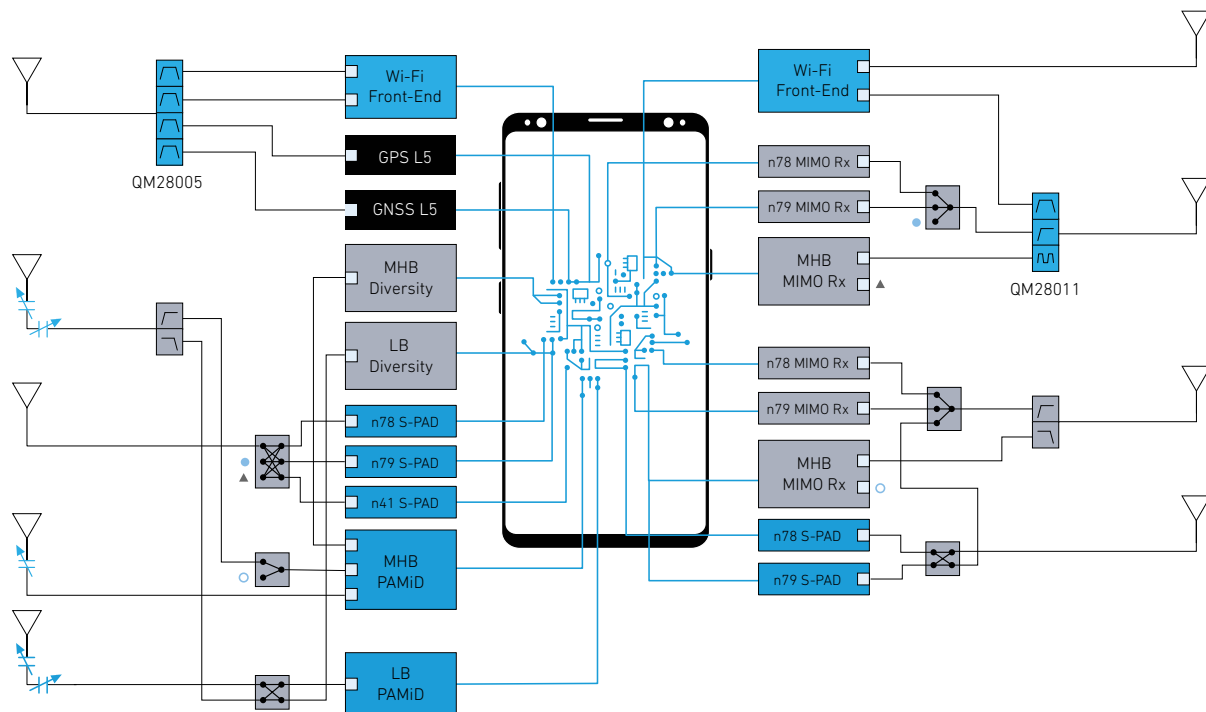 Wi-Fi
Front-End
GPS L5
QM28005
GNSS L5
MHB
Diversity
LB
Diversity
n78 S-PAD
n79 S-PAD
n41 S-PAD
MHB
PAMiD
LB
PAMiD
Wi-Fi
Front-End
n78 MIMO Rx
n79 MIMO Rx
MHB
MIMO Rx
QM28011
n78 MIMO Rx
n79 MIMO Rx
MHB
MIMO Rx
n78 S-PAD
n79 S-PAD